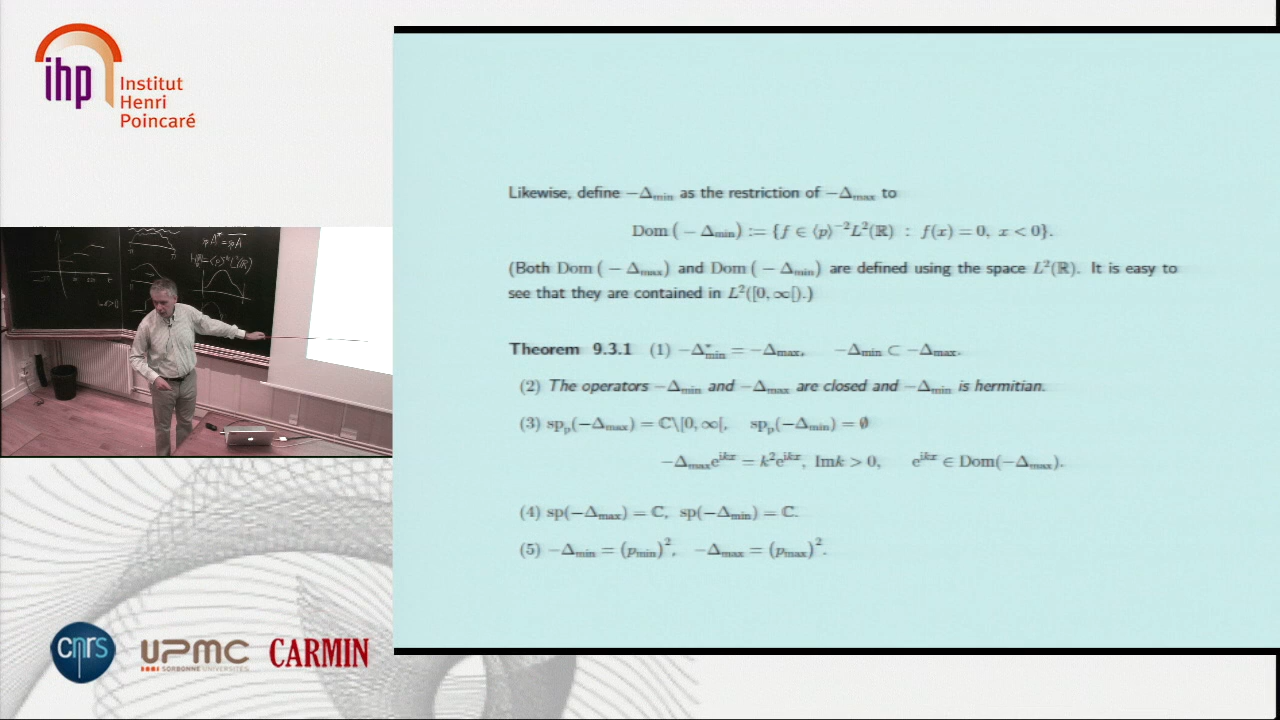 ihp
Institut
Henri
Poincaré
Likewise, define −Δ_min as the restriction of −Δ_max to
Dom(−Δ_min) := {f ∈ ⟨p⟩^−2 L²(ℝ) : f(x) = 0, x < 0}.
(Both Dom(−Δ_max) and Dom(−Δ_min) are defined using the space L²(ℝ). It is easy to
see that they are contained in L²([0, ∞[).)
Theorem 9.3.1 (1) −Δ*_min = −Δ_max, −Δ_min ⊂ −Δ_max.
(2) The operators −Δ_min and −Δ_max are closed and −Δ_min is hermitian.
(3) sp_p(−Δ_max) = ℂ\[0, ∞[, sp_p(−Δ_min) = ∅
−Δ_max e^ikx = k² e^ikx, Imk > 0, e^ikx ∈ Dom(−Δ_max).
(4) sp(−Δ_max) = ℂ, sp(−Δ_min) = ℂ.
(5) −Δ_min = (p_min)², −Δ_max = (p_max)².
cnrs
UPMC
SORBONNE UNIVERSITÉS
CARMIN